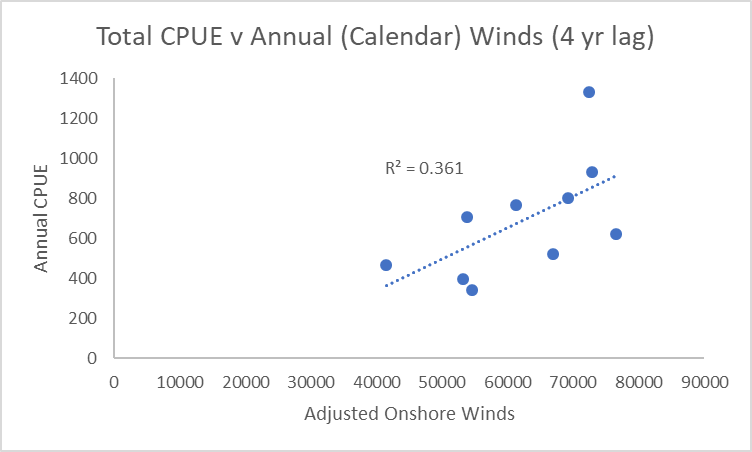 Total CPUE v Annual (Calendar) Winds (4 yr lag)
1400
1200
1000
800
600
400
200
0
Annual CPUE
R² = 0.361
0 10000 20000 30000 40000 50000 60000 70000 80000 90000
Adjusted Onshore Winds